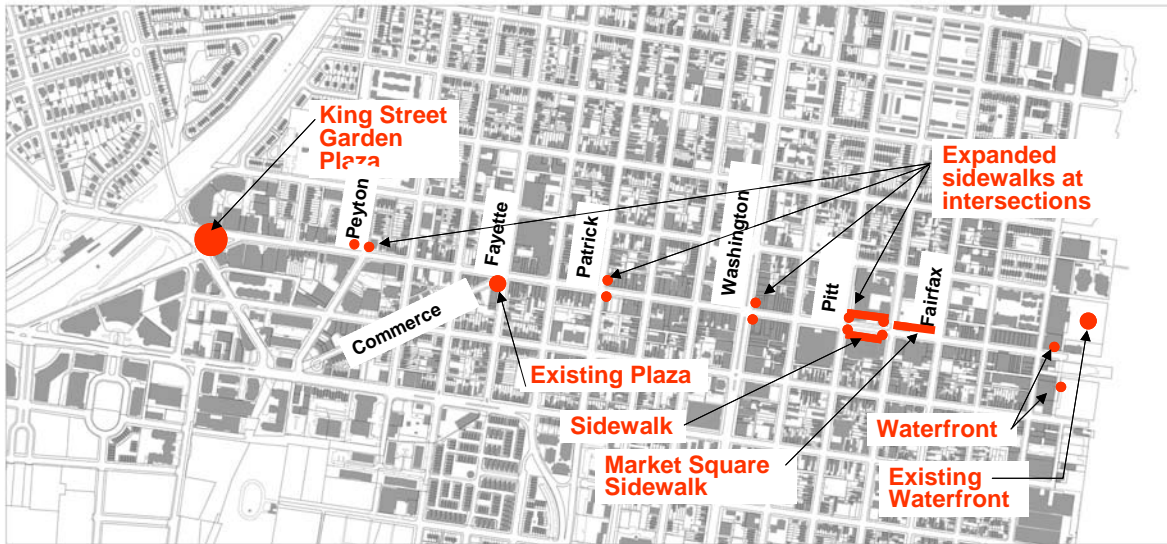 King Street
Garden
Plaza
Peyton
Fayette
Patrick
Washington
Pitt
Fairfax
Commerce
Expanded
sidewalks at
intersections
Existing Plaza
Sidewalk
Market Square
Sidewalk
Waterfront
Existing
Waterfront